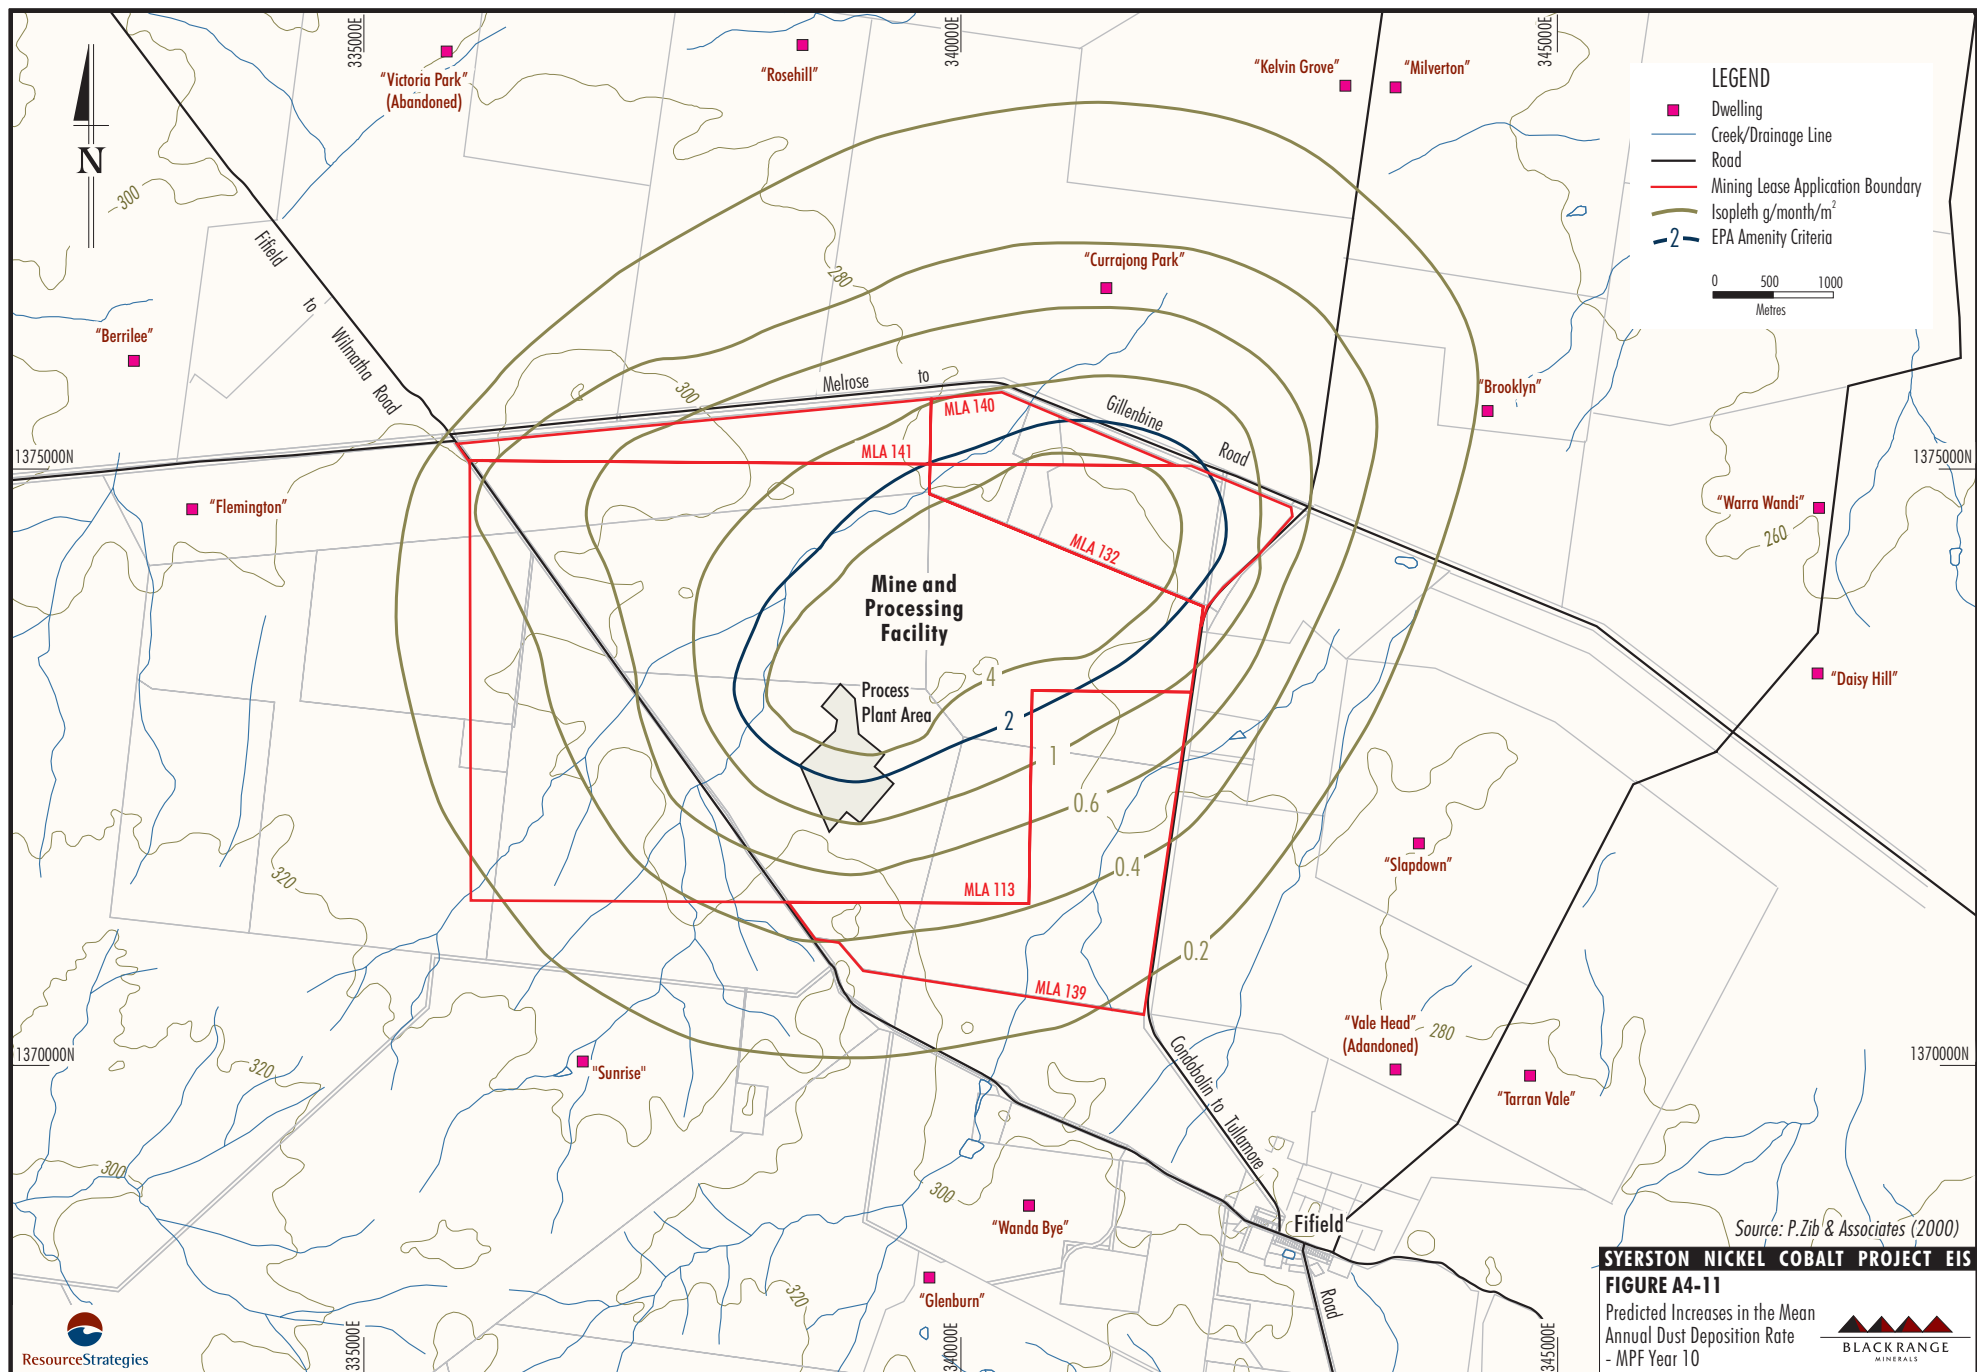 335000E
340000E
345000E
"Victoria Park"
(Abandoned)
"Rosehill"
"Kelvin Grove"
"Milverton"
LEGEND
Dwelling
Creek/Drainage Line
Road
Mining Lease Application Boundary
Isopleth g/month/m²
2 EPA Amenity Criteria
0 500 1000
Metres
N
300
Fifield to Wilmatha Road
280
"Currajong Park"
"Berrilee"
300
Melrose to Gillenbine Road
"Brooklyn"
MLA 140
MLA 141
1375000N
1375000N
"Flemington"
"Warra Wandi"
260
MLA 132
Mine and
Processing
Facility
4
"Daisy Hill"
Process
Plant Area
2
1
0.6
0.4
"Slapdown"
320
MLA 113
0.2
MLA 139
"Vale Head"
(Adandoned)
280
1370000N
1370000N
320
"Sunrise"
Condobolin to Tullamore Road
"Tarran Vale"
300
300
"Wanda Bye"
Fifield
"Glenburn"
320
335000E
340000E
345000E
ResourceStrategies
Source: P.Zib & Associates (2000)
SYERSTON NICKEL COBALT PROJECT EIS
FIGURE A4-11
Predicted Increases in the Mean
Annual Dust Deposition Rate
- MPF Year 10
BLACK RANGE
MINERALS